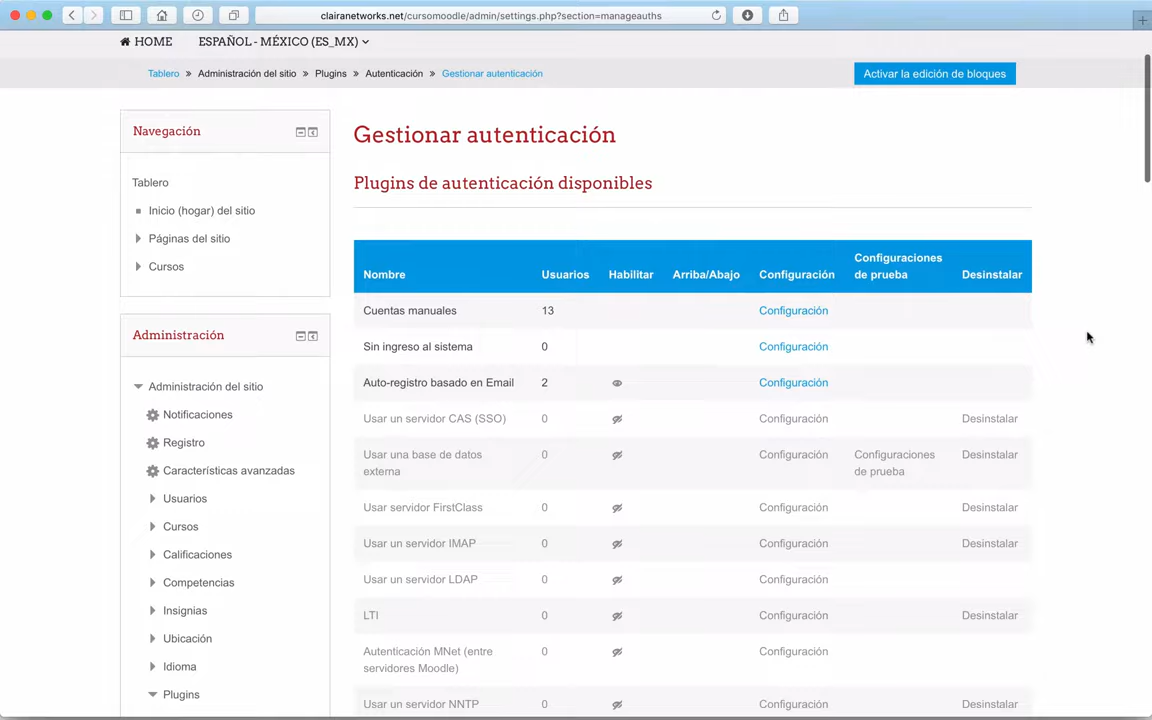 clairanetworks.net/cursomoodle/admin/settings.php?section=manageauths
HOME ESPAÑOL - MÉXICO (ES_MX)
Tablero » Administración del sitio » Plugins » Autenticación » Gestionar autenticación
Activar la edición de bloques
Navegación
Tablero
Inicio (hogar) del sitio
Páginas del sitio
Cursos
Administración
Administración del sitio
Notificaciones
Registro
Características avanzadas
Usuarios
Cursos
Calificaciones
Competencias
Insignias
Ubicación
Idioma
Plugins
Gestionar autenticación
Plugins de autenticación disponibles
Nombre Usuarios Habilitar Arriba/Abajo Configuración Configuraciones de prueba Desinstalar
Cuentas manuales 13 Configuración
Sin ingreso al sistema 0 Configuración
Auto-registro basado en Email 2 Configuración
Usar un servidor CAS (SSO) 0 Configuración Desinstalar
Usar una base de datos externa 0 Configuración Configuraciones de prueba Desinstalar
Usar servidor FirstClass 0 Configuración Desinstalar
Usar un servidor IMAP 0 Configuración Desinstalar
Usar un servidor LDAP 0 Configuración
LTI 0 Configuración Desinstalar
Autenticación MNet (entre servidores Moodle) 0 Configuración
Usar un servidor NNTP 0 Configuración Desinstalar